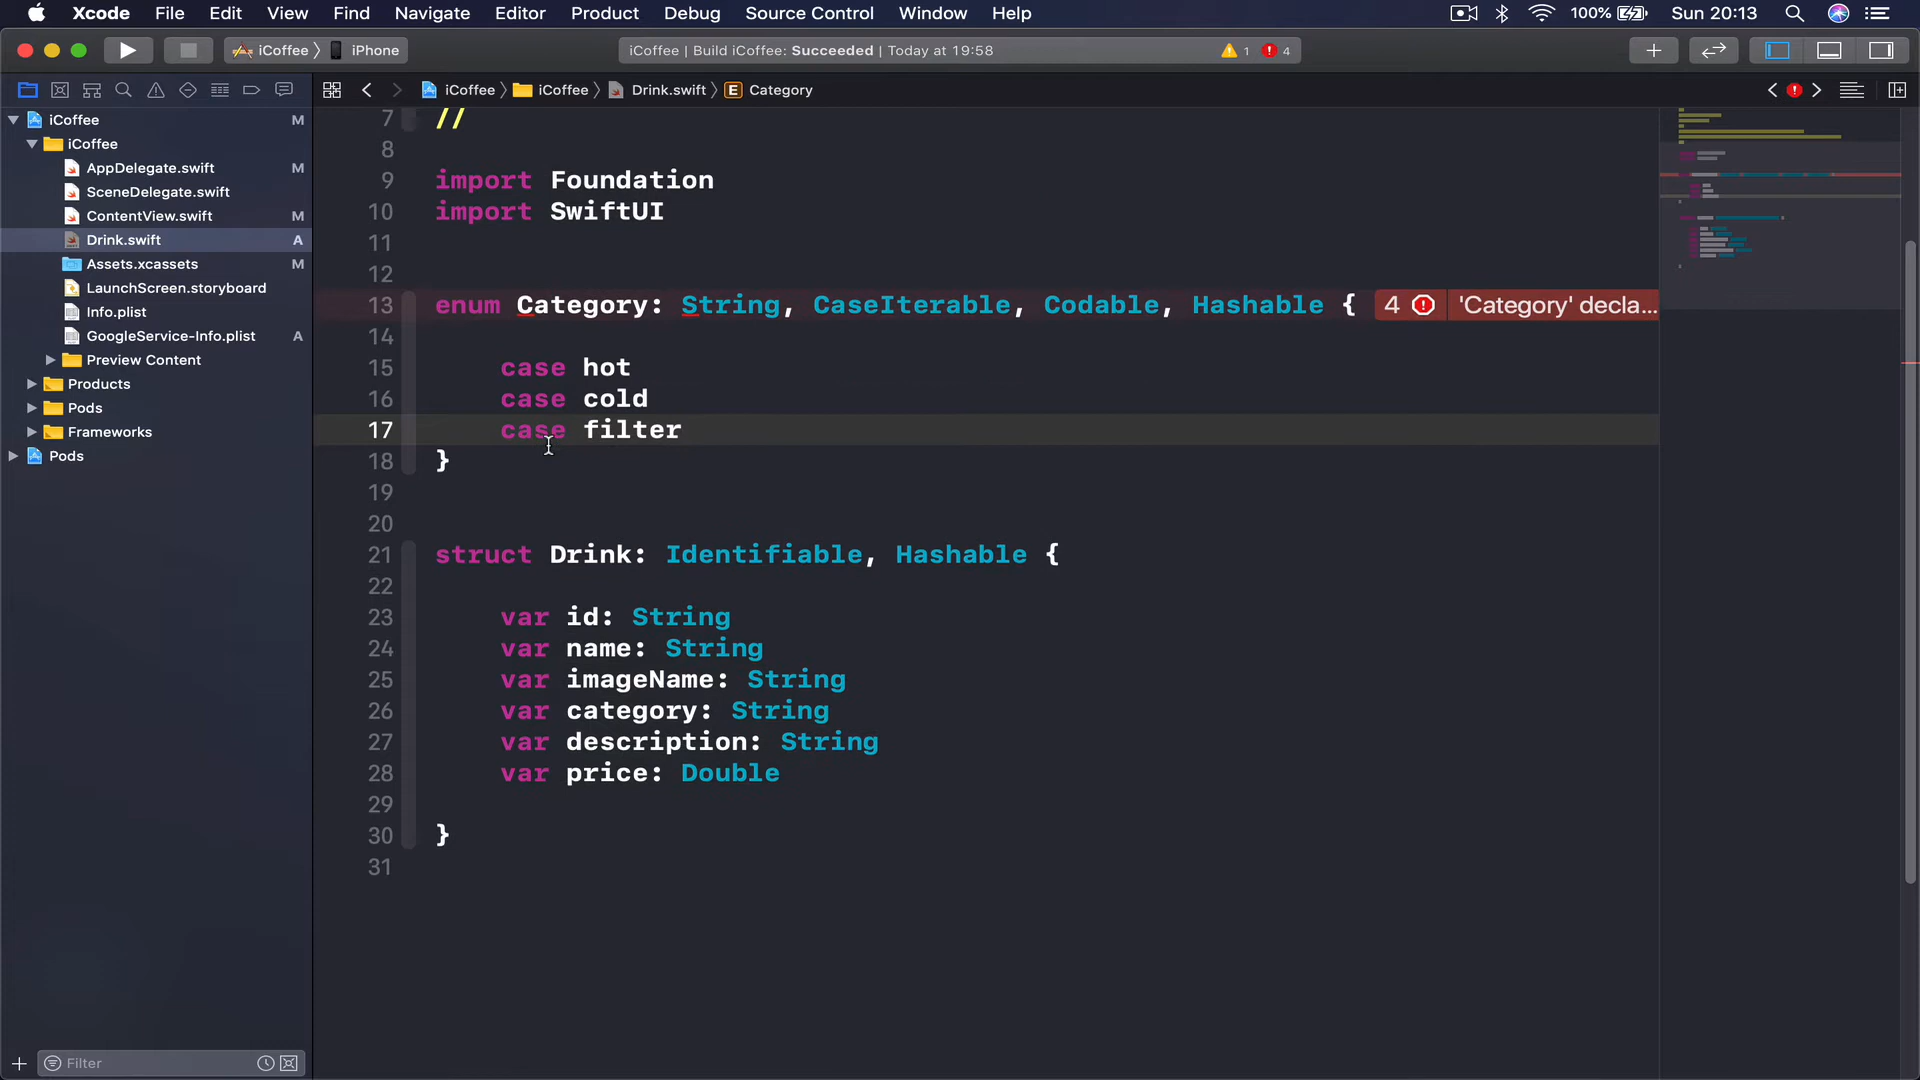 Xcode File Edit View Find Navigate Editor Product Debug Source Control Window Help 100% Sun 20:13
iCoffee iPhone iCoffee | Build iCoffee: Succeeded | Today at 19:58 1 4
iCoffee iCoffee Drink.swift E Category
iCoffee M
iCoffee
AppDelegate.swift M
SceneDelegate.swift
ContentView.swift M
Drink.swift A
Assets.xcassets M
LaunchScreen.storyboard
Info.plist
GoogleService-Info.plist A
Preview Content
Products
Pods
Frameworks
Pods
Filter
7 //
8
9 import Foundation
10 import SwiftUI
11
12
13 enum Category: String, CaseIterable, Codable, Hashable { 4 'Category' decla...
14
15 case hot
16 case cold
17 case filter
18 }
19
20
21 struct Drink: Identifiable, Hashable {
22
23 var id: String
24 var name: String
25 var imageName: String
26 var category: String
27 var description: String
28 var price: Double
29
30 }
31